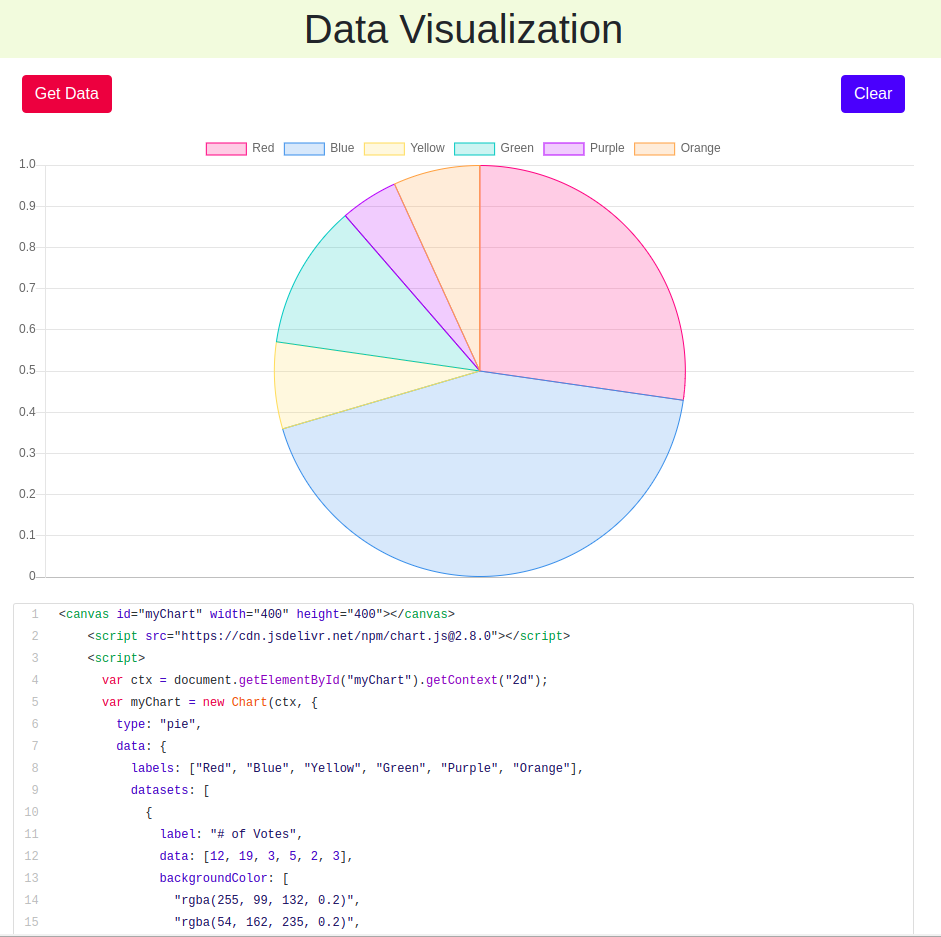 Data Visualization
Get Data Clear
Red Blue Yellow Green Purple Orange
1.0
0.9
0.8
0.7
0.6
0.5
0.4
0.3
0.2
0.1
0
1 <canvas id="myChart" width="400" height="400"></canvas>
2 <script src="https://cdn.jsdelivr.net/npm/chart.js@2.8.0"></script>
3 <script>
4 var ctx = document.getElementById("myChart").getContext("2d");
5 var myChart = new Chart(ctx, {
6 type: "pie",
7 data: {
8 labels: ["Red", "Blue", "Yellow", "Green", "Purple", "Orange"],
9 datasets: [
10 {
11 label: "# of Votes",
12 data: [12, 19, 3, 5, 2, 3],
13 backgroundColor: [
14 "rgba(255, 99, 132, 0.2)",
15 "rgba(54, 162, 235, 0.2)",